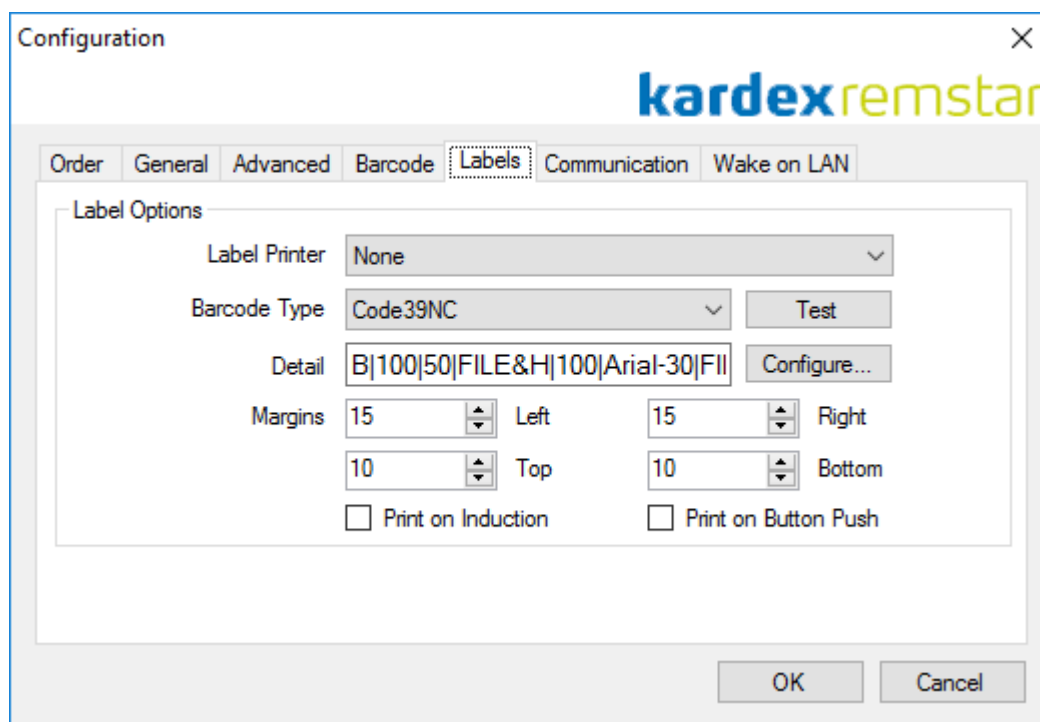 Configuration
kardexremstar
Order General Advanced Barcode Labels Communication Wake on LAN
Label Options
Label Printer None
Barcode Type Code39NC Test
Detail B|100|50|FILE&H|100|Arial-30|FII Configure...
Margins 15 Left 15 Right
10 Top 10 Bottom
Print on Induction Print on Button Push
OK Cancel